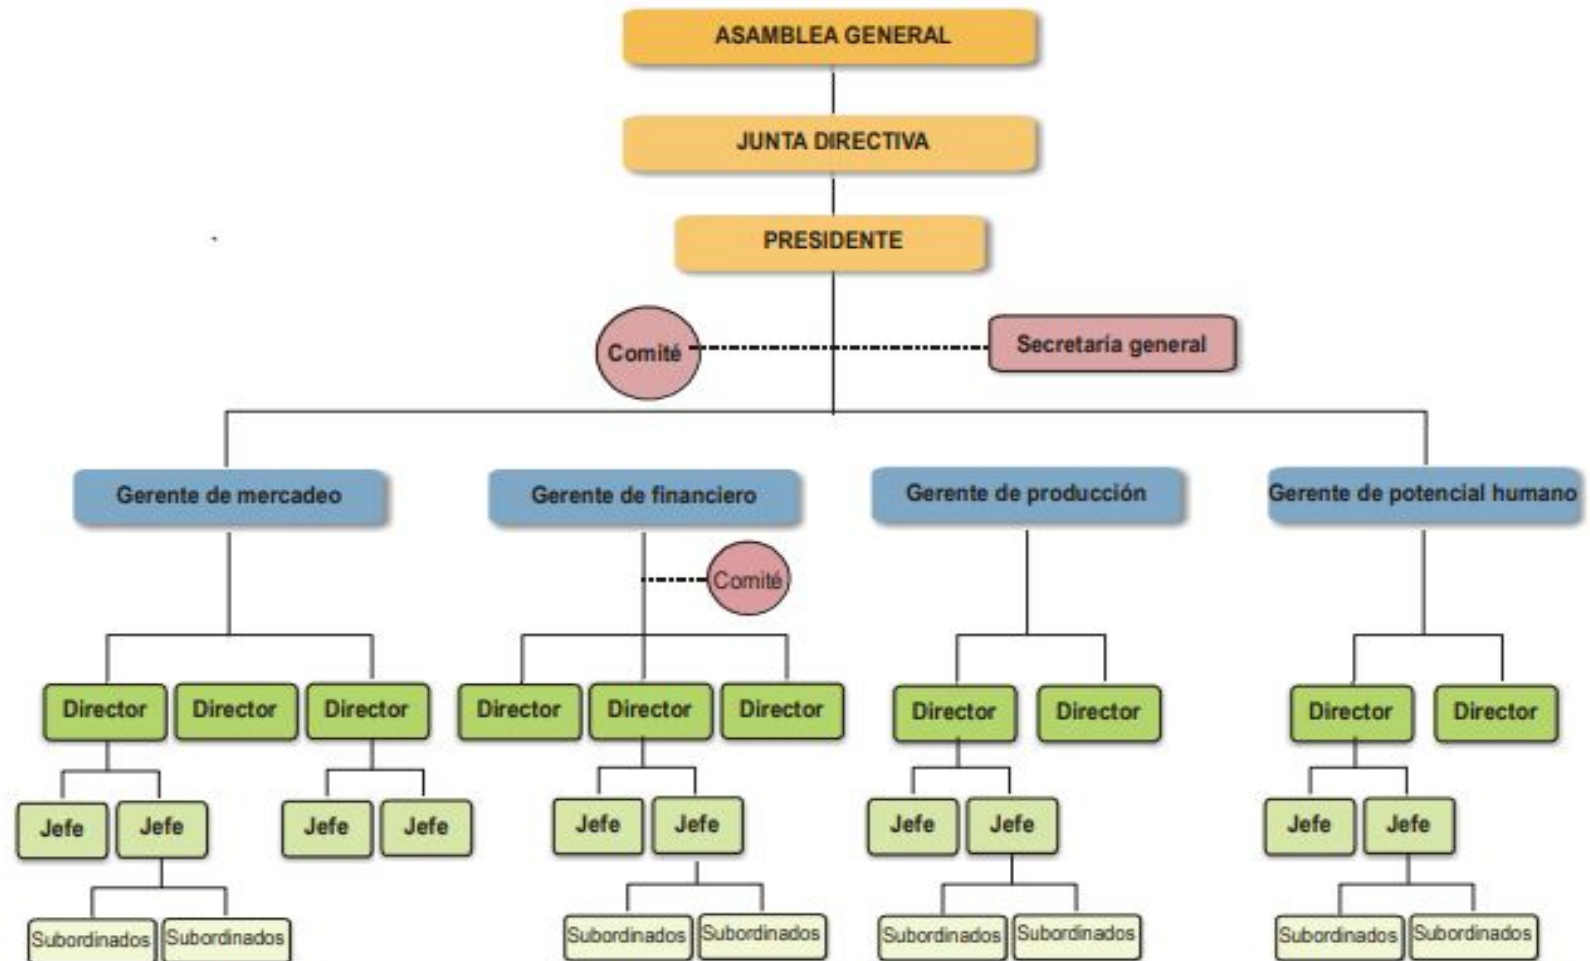 ASAMBLEA GENERAL
JUNTA DIRECTIVA
PRESIDENTE
Comité
Secretaría general
Gerente de mercadeo
Gerente de financiero
Gerente de producción
Gerente de potencial humano
Comité
Director
Director
Director
Director
Director
Director
Director
Director
Director
Director
Jefe
Jefe
Jefe
Jefe
Jefe
Jefe
Jefe
Jefe
Jefe
Jefe
Subordinados
Subordinados
Subordinados
Subordinados
Subordinados
Subordinados
Subordinados
Subordinados